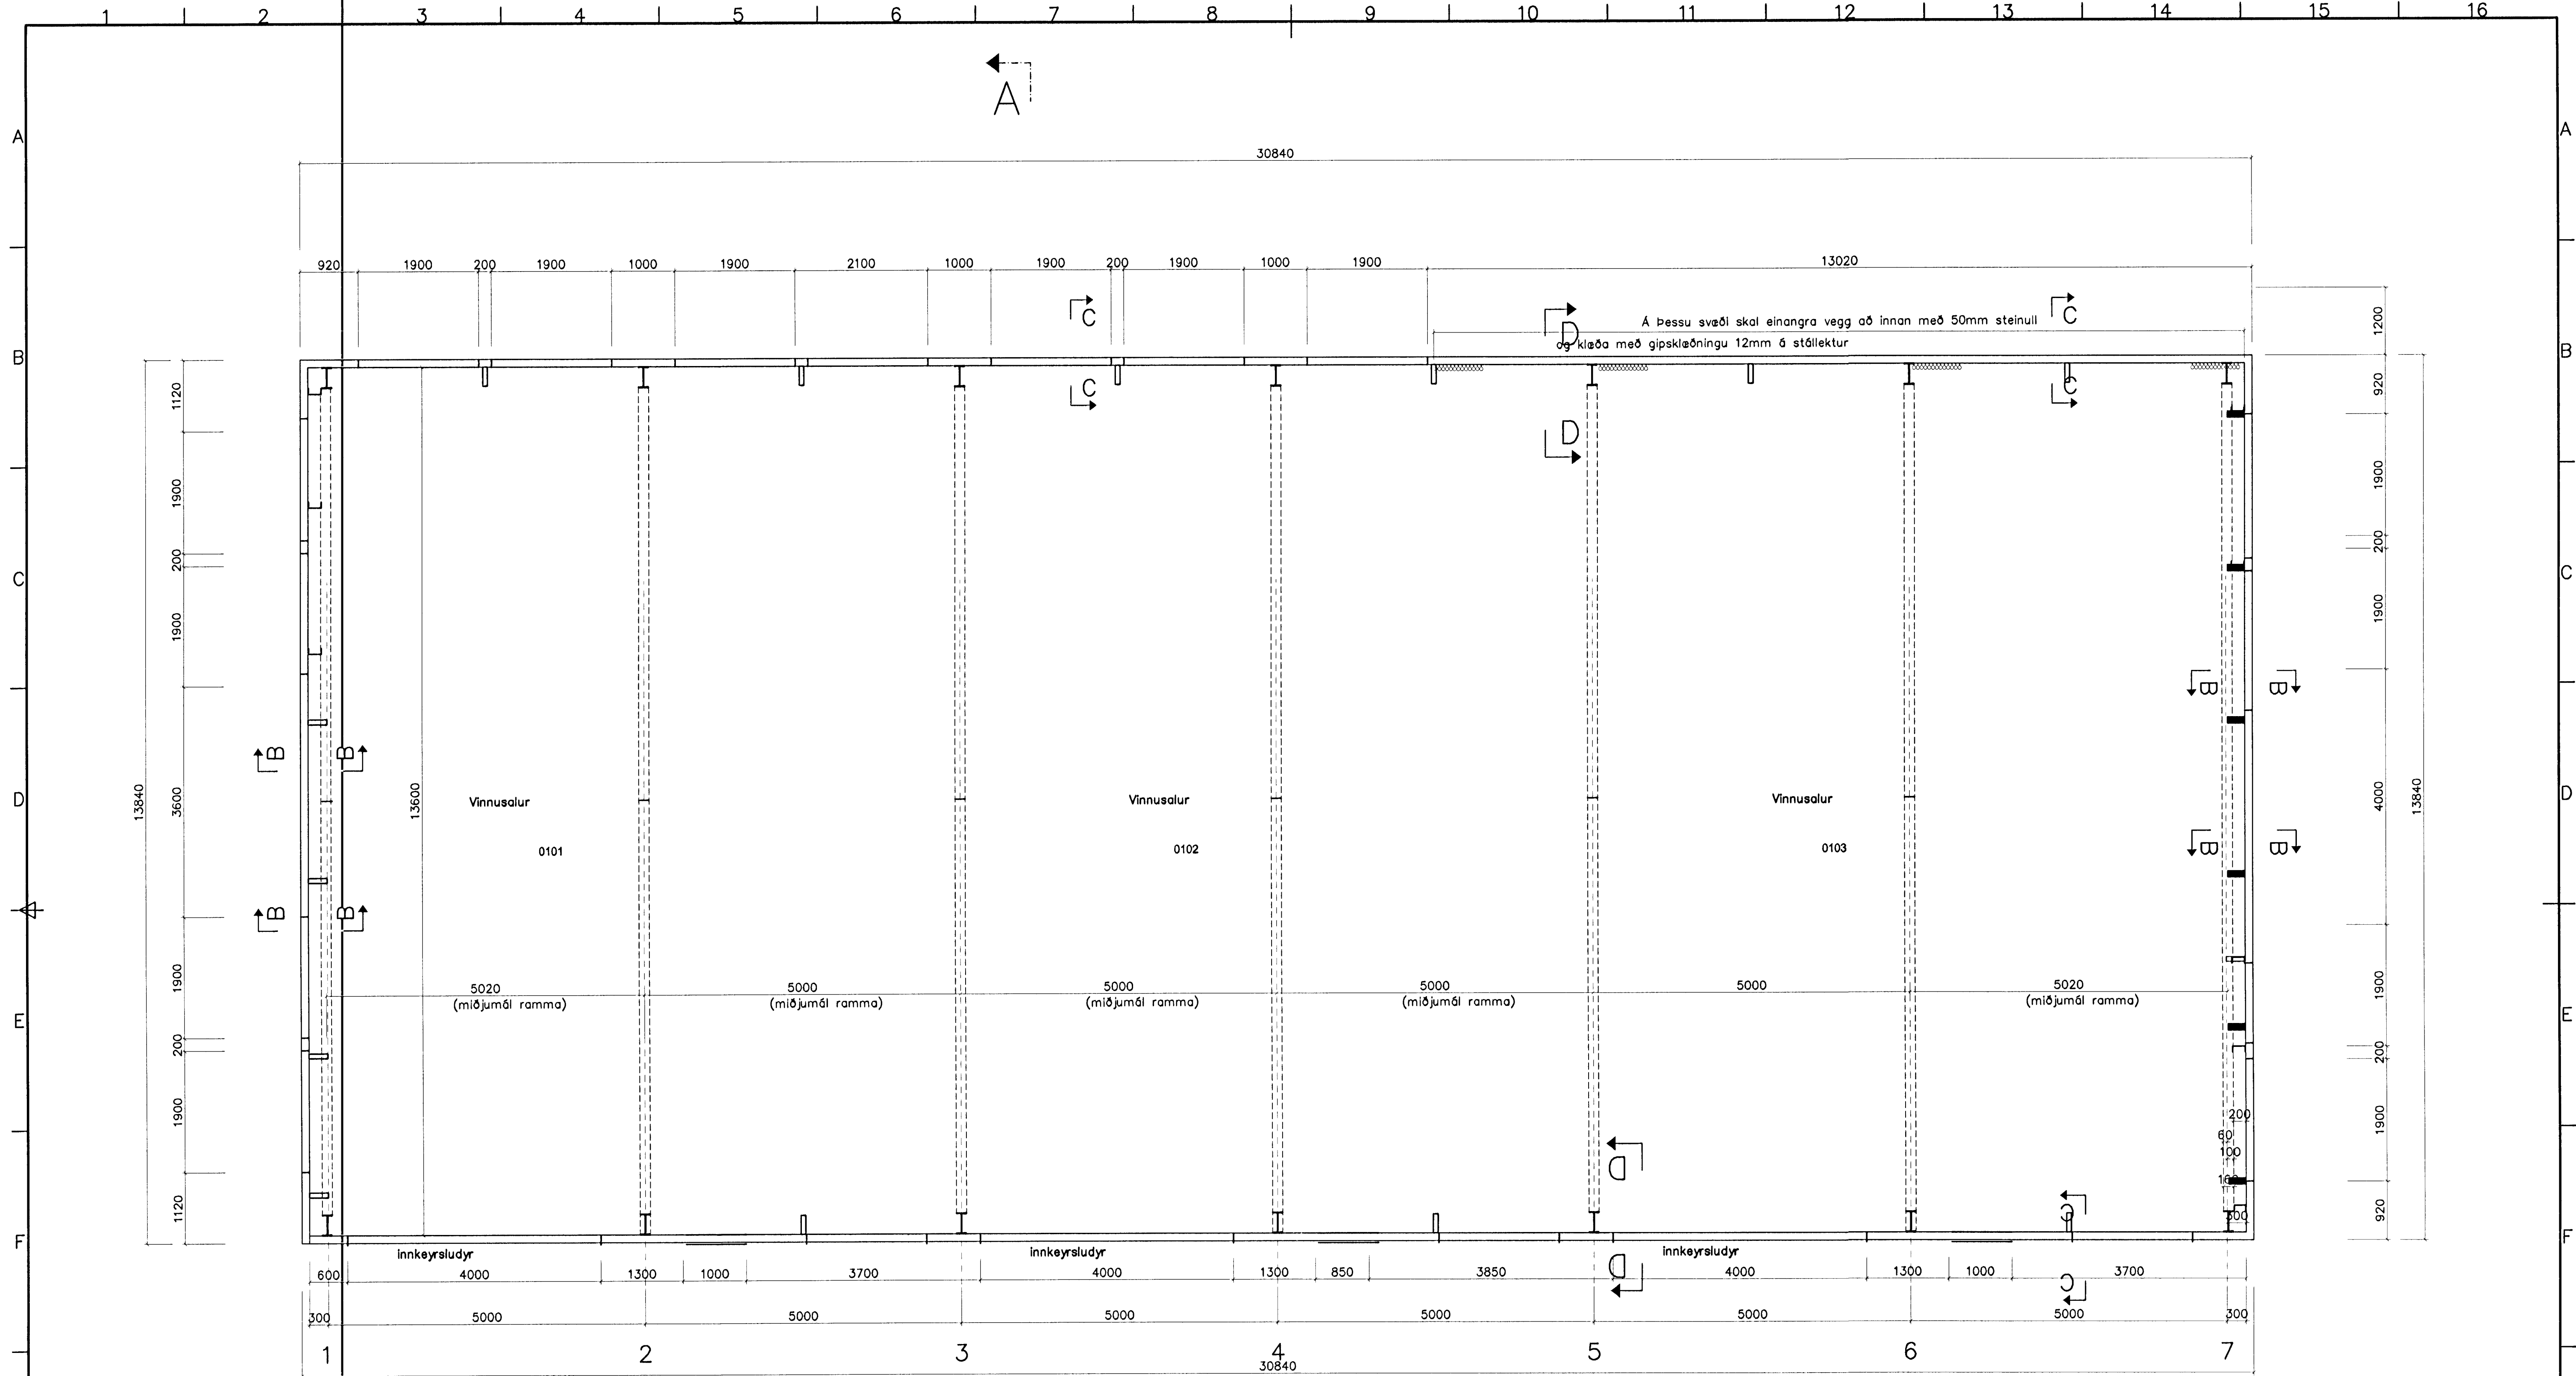 1 2 3 4 5 6 7 8 9 10 11 12 13 14 15 16
A
A
A
30840
920 1900 200 1900 1000 1900 2100 1000 1900 200 1900 1000 1900 13020
C D C
Á Þessu svæði skal einangra vegg að innan með 50mm steinull
og klæða með gipsklæðningu 12mm á stállektur
1200
B
B
C C
1120 920
D
1900 1900
200 200
C
C
1900 1900
B B
B B
13840 3600 13600 4000 13840
D
D
Vinnusalur Vinnusalur Vinnusalur
0101 0102 0103
B B
B B
1900 1900
5020 5000 5000 5000 5000 5020
(miðjumál ramma) (miðjumál ramma) (miðjumál ramma) (miðjumál ramma) (miðjumál ramma)
E
E
200 200
1900 1900
200
60
100
160
D
1120 920
C
300
F
F
innkeyrsludyr innkeyrsludyr innkeyrsludyr
D C
600 4000 1300 1000 3700 4000 1300 850 3850 4000 1300 1000 3700
300 5000 5000 5000 5000 5000 5000 300
1 2 3 4 5 6 7
30840